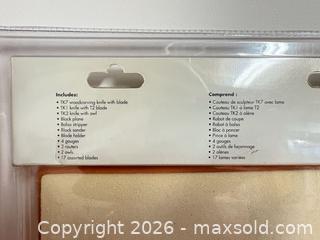 Includes:
• TK7 woodcarving knife with blade
• TK1 knife with T2 blade
• TK2 knife with awl
• Block plane
• Balsa stripper
• Block sander
• Blade holder
• 4 gouges
• 2 routers
• 2 awls
• 17 assorted blades
Comprend :
• Couteau de sculpteur TK7 avec lame
• Couteau TK1 à lame T2
• Couteau TK2 à alène
• Rabot de coupe
• Rabot à balsa
• Bloc à poncer
• Pince à lame
• 4 gouges
• 2 outils de façonnage
• 2 alènes
• 17 lames variées
Copyright © 2026 - maxsold.com